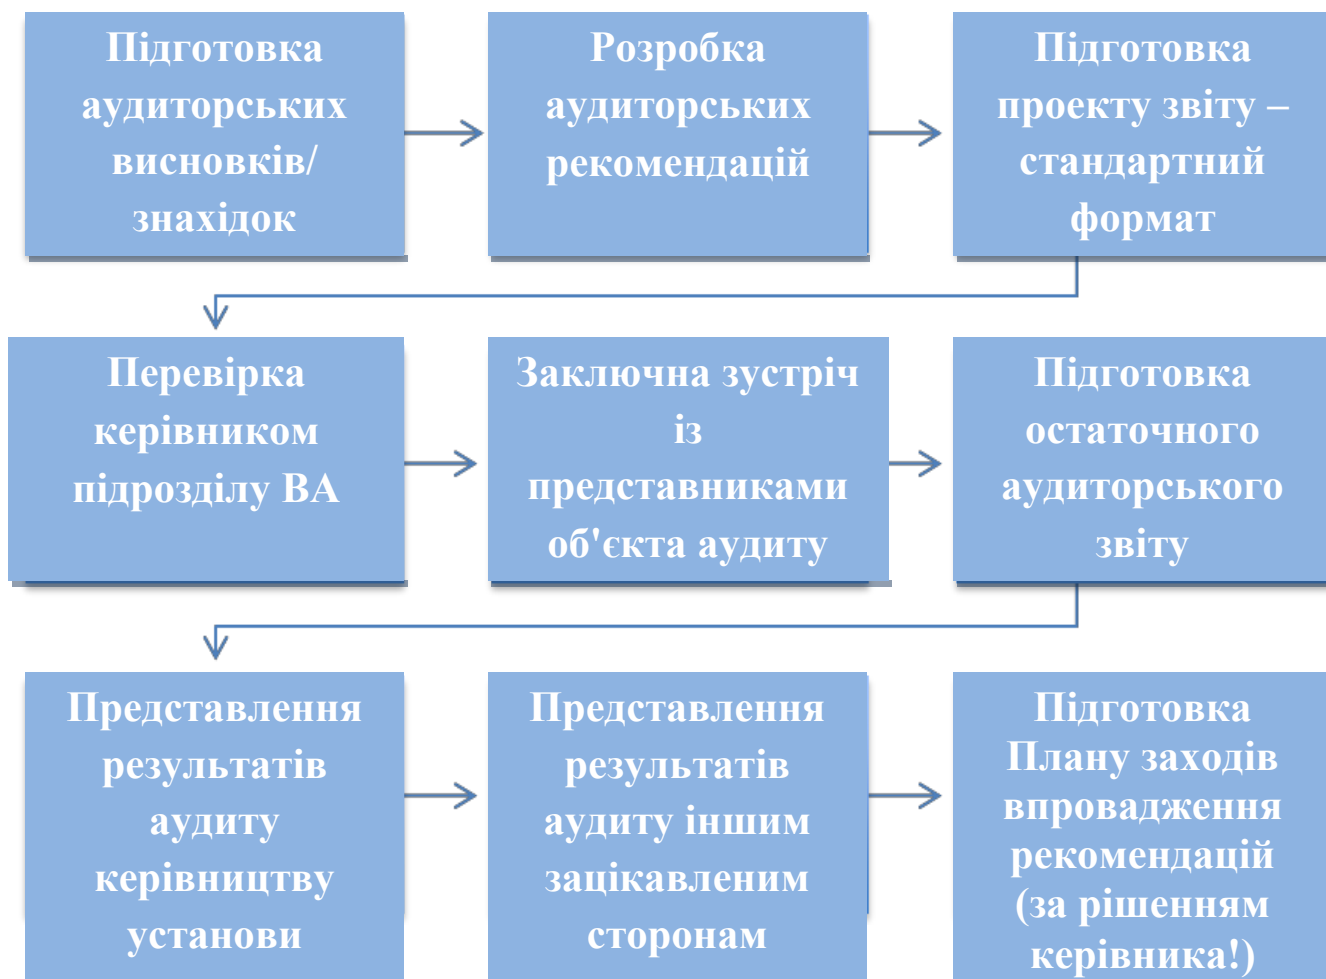 Підготовка
аудиторських
висновків/
знахідок
Розробка
аудиторських
рекомендацій
Підготовка
проекту звіту –
стандартний
формат
Перевірка
керівником
підрозділу ВА
Заключна зустріч
із
представниками
об'єкта аудиту
Підготовка
остаточного
аудиторського
звіту
Представлення
результатів
аудиту
керівництву
установи
Представлення
результатів
аудиту іншим
зацікавленим
сторонам
Підготовка
Плану заходів
впровадження
рекомендацій
(за рішенням
керівника!)